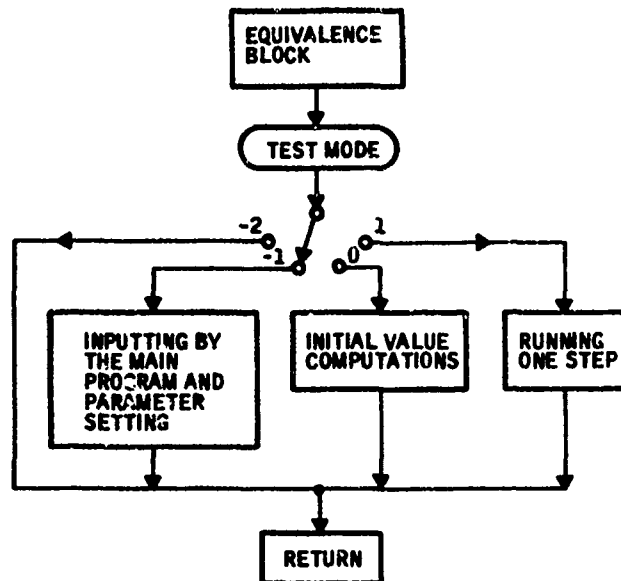 EQUIVALENCE
BLOCK
TEST MODE
-2
1
-1
0
INPUTTING BY
THE MAIN
PROGRAM AND
PARAMETER
SETTING
INITIAL VALUE
COMPUTATIONS
RUNNING
ONE STEP
RETURN